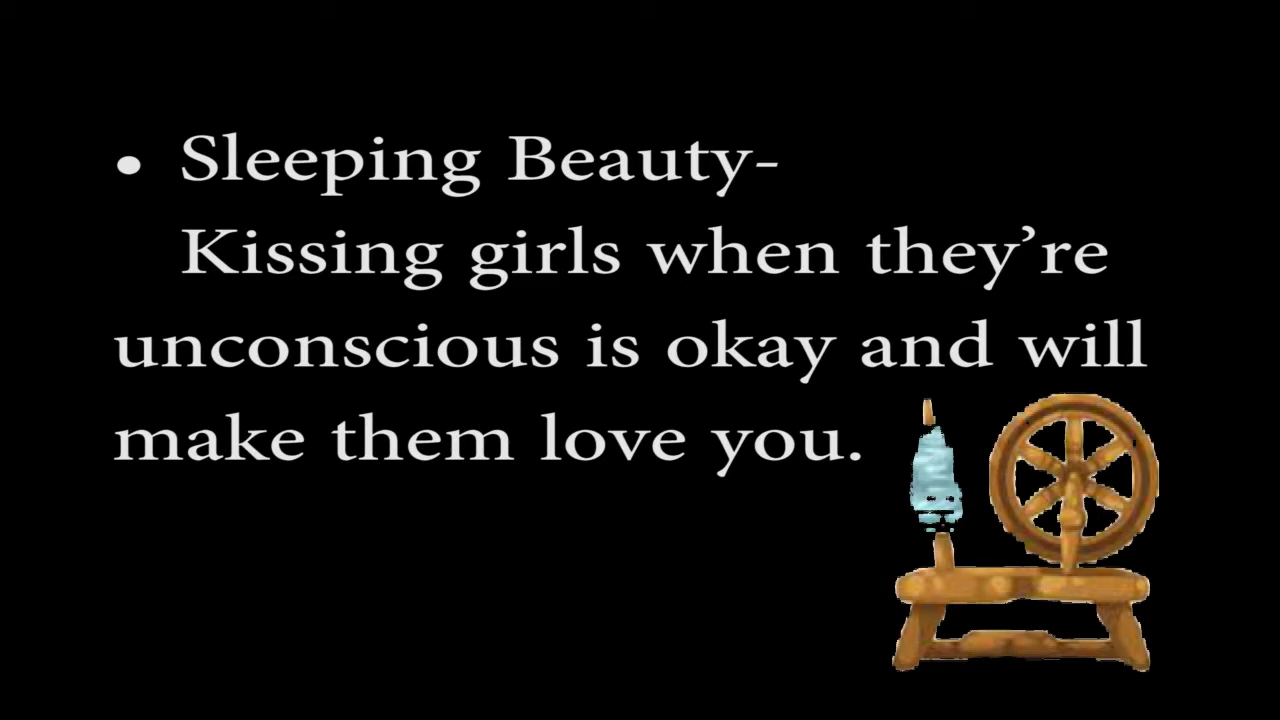 • Sleeping Beauty-
Kissing girls when they’re
unconscious is okay and will
make them love you.